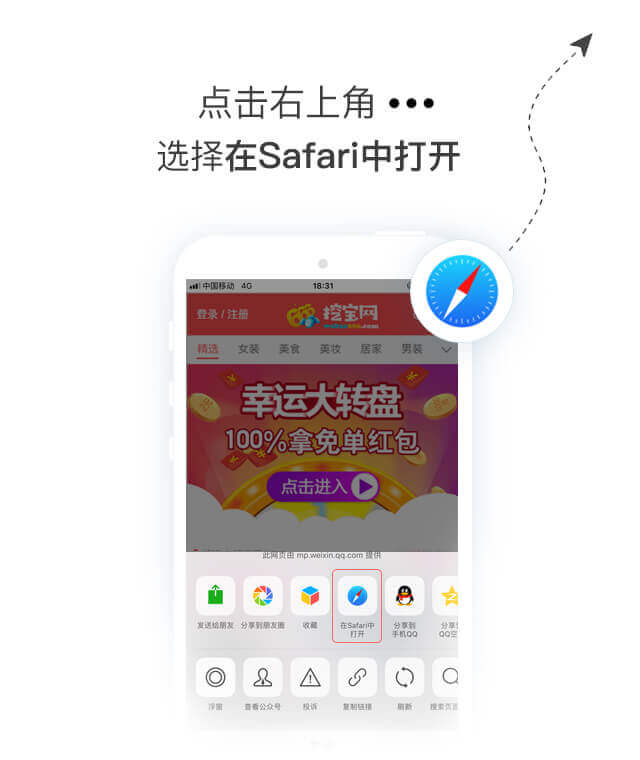 点击右上角 •••
选择在Safari中打开
中国移动 4G 18:31
登录 / 注册 挖宝网
精选 女装 美食 美妆 居家 男装
幸运大转盘
100%拿免单红包
点击进入
此网页由 mp.weixin.qq.com 提供
发送给朋友 分享到朋友圈 收藏 在Safari中打开 分享到手机QQ 分享到QQ空
浮窗 查看公众号 投诉 复制链接 刷新 搜索页面